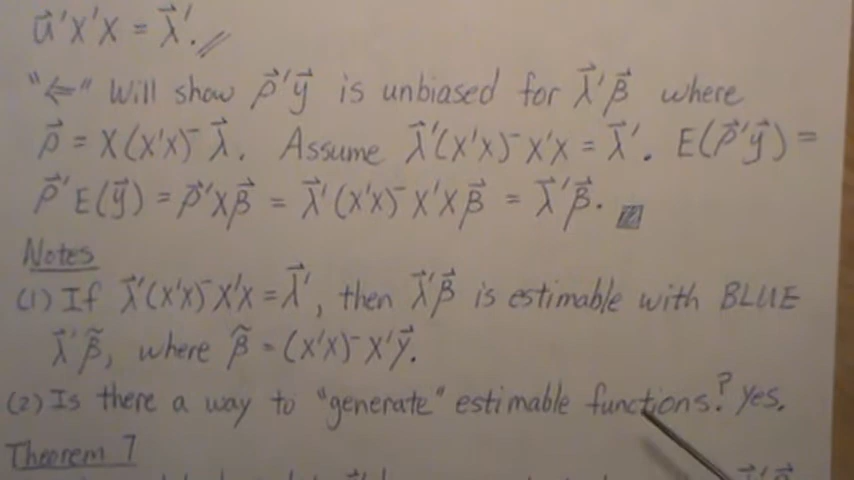 u⃗'X'X = λ⃗'.
"⇐" Will show ρ⃗'y⃗ is unbiased for λ⃗'β⃗ where
ρ⃗ = X(X'X)⁻λ⃗. Assume λ⃗'(X'X)⁻X'X = λ⃗'. E(ρ⃗'y⃗) =
ρ⃗'E(y⃗) = ρ⃗'Xβ⃗ = λ⃗'(X'X)⁻X'Xβ⃗ = λ⃗'β⃗.
Notes
(1) If λ⃗'(X'X)⁻X'X = λ⃗', then λ⃗'β⃗ is estimable with BLUE
λ⃗'β̃, where β̃ = (X'X)⁻X'y⃗.
(2) Is there a way to "generate" estimable functions? Yes.
Theorem 7